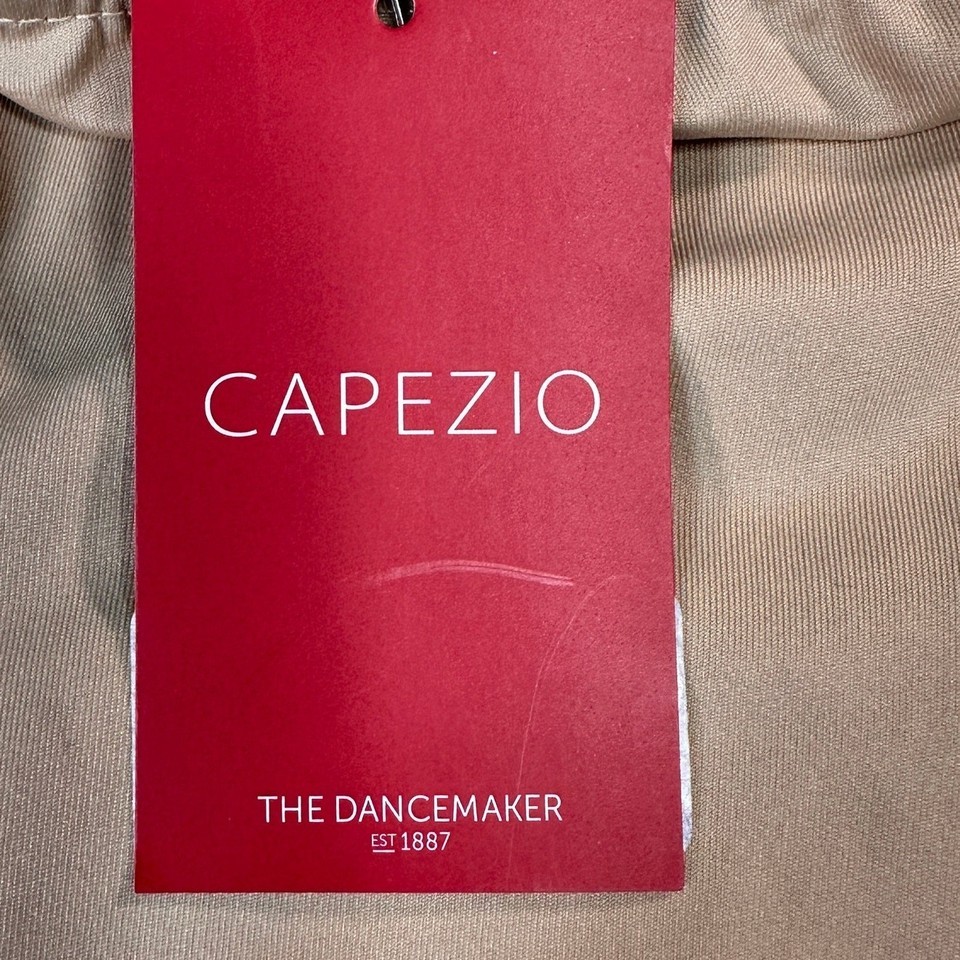 CAPEZIO
THE DANCEMAKER
EST 1887